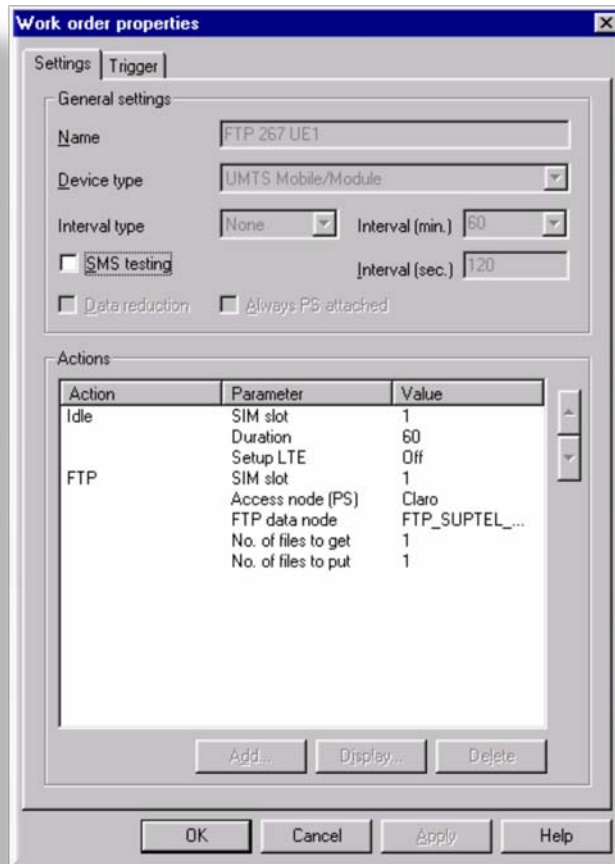 Work order properties
Settings Trigger
General settings
Name FTP 267 UE1
Device type UMTS Mobile/Module
Interval type None Interval (min.) 60
SMS testing Interval (sec.) 120
Data reduction Always PS attached
Actions
Action Parameter Value
Idle SIM slot 1
Duration 60
Setup LTE Off
FTP SIM slot 1
Access node (PS) Claro
FTP data node FTP_SUPTEL_...
No. of files to get 1
No. of files to put 1
Add... Display... Delete
OK Cancel Apply Help